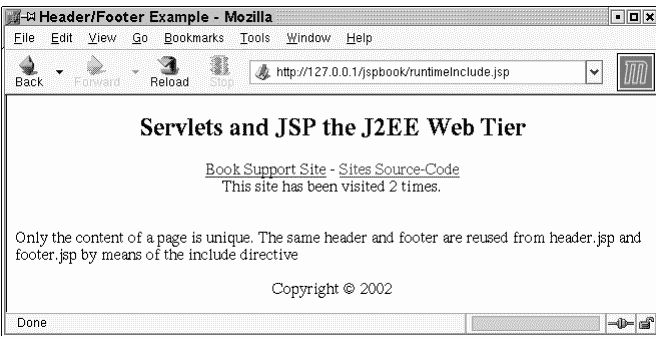 Header/Footer Example - Mozilla
File Edit View Go Bookmarks Tools Window Help
Back Forward Reload Stop http://127.0.0.1/jspbook/runtimeInclude.jsp
Servlets and JSP the J2EE Web Tier
Book Support Site - Sites Source-Code
This site has been visited 2 times.
Only the content of a page is unique. The same header and footer are reused from header.jsp and
footer.jsp by means of the include directive
Copyright © 2002
Done